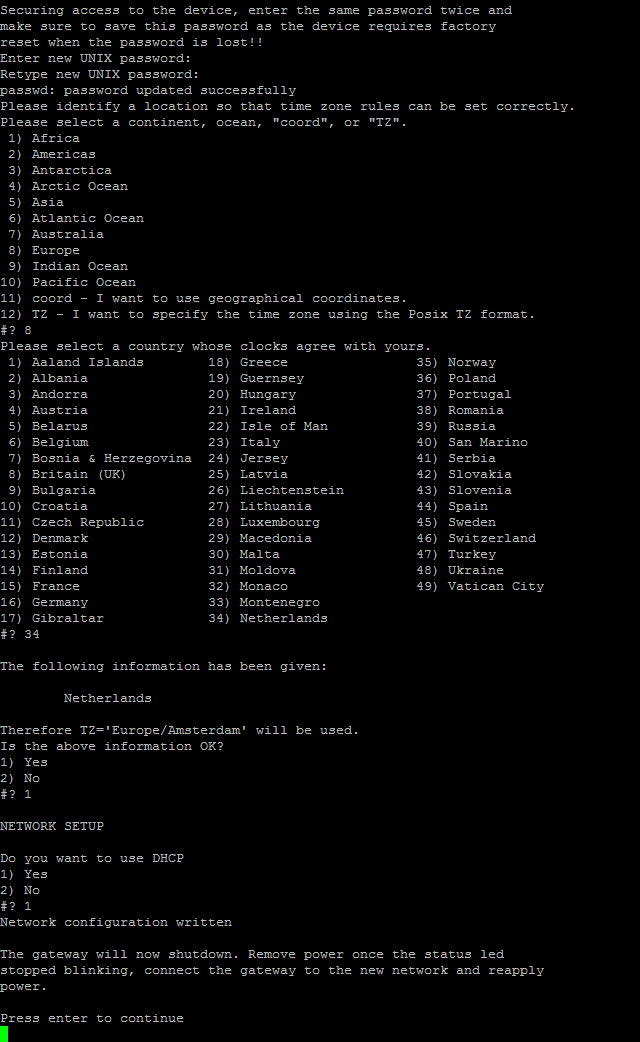 Securing access to the device, enter the same password twice and
make sure to save this password as the device requires factory
reset when the password is lost!!
Enter new UNIX password:
Retype new UNIX password:
passwd: password updated successfully
Please identify a location so that time zone rules can be set correctly.
Please select a continent, ocean, "coord", or "TZ".
 1) Africa
 2) Americas
 3) Antarctica
 4) Arctic Ocean
 5) Asia
 6) Atlantic Ocean
 7) Australia
 8) Europe
 9) Indian Ocean
10) Pacific Ocean
11) coord - I want to use geographical coordinates.
12) TZ - I want to specify the time zone using the Posix TZ format.
#? 8
Please select a country whose clocks agree with yours.
 1) Aaland Islands        18) Greece                35) Norway
 2) Albania               19) Guernsey              36) Poland
 3) Andorra               20) Hungary               37) Portugal
 4) Austria               21) Ireland               38) Romania
 5) Belarus               22) Isle of Man           39) Russia
 6) Belgium               23) Italy                 40) San Marino
 7) Bosnia & Herzegovina  24) Jersey                41) Serbia
 8) Britain (UK)          25) Latvia                42) Slovakia
 9) Bulgaria              26) Liechtenstein         43) Slovenia
10) Croatia               27) Lithuania             44) Spain
11) Czech Republic        28) Luxembourg            45) Sweden
12) Denmark               29) Macedonia             46) Switzerland
13) Estonia               30) Malta                 47) Turkey
14) Finland               31) Moldova               48) Ukraine
15) France                32) Monaco                49) Vatican City
16) Germany               33) Montenegro
17) Gibraltar             34) Netherlands
#? 34
The following information has been given:
Netherlands
Therefore TZ='Europe/Amsterdam' will be used.
Is the above information OK?
1) Yes
2) No
#? 1
NETWORK SETUP
Do you want to use DHCP
1) Yes
2) No
#? 1
Network configuration written
The gateway will now shutdown. Remove power once the status led
stopped blinking, connect the gateway to the new network and reapply
power.
Press enter to continue